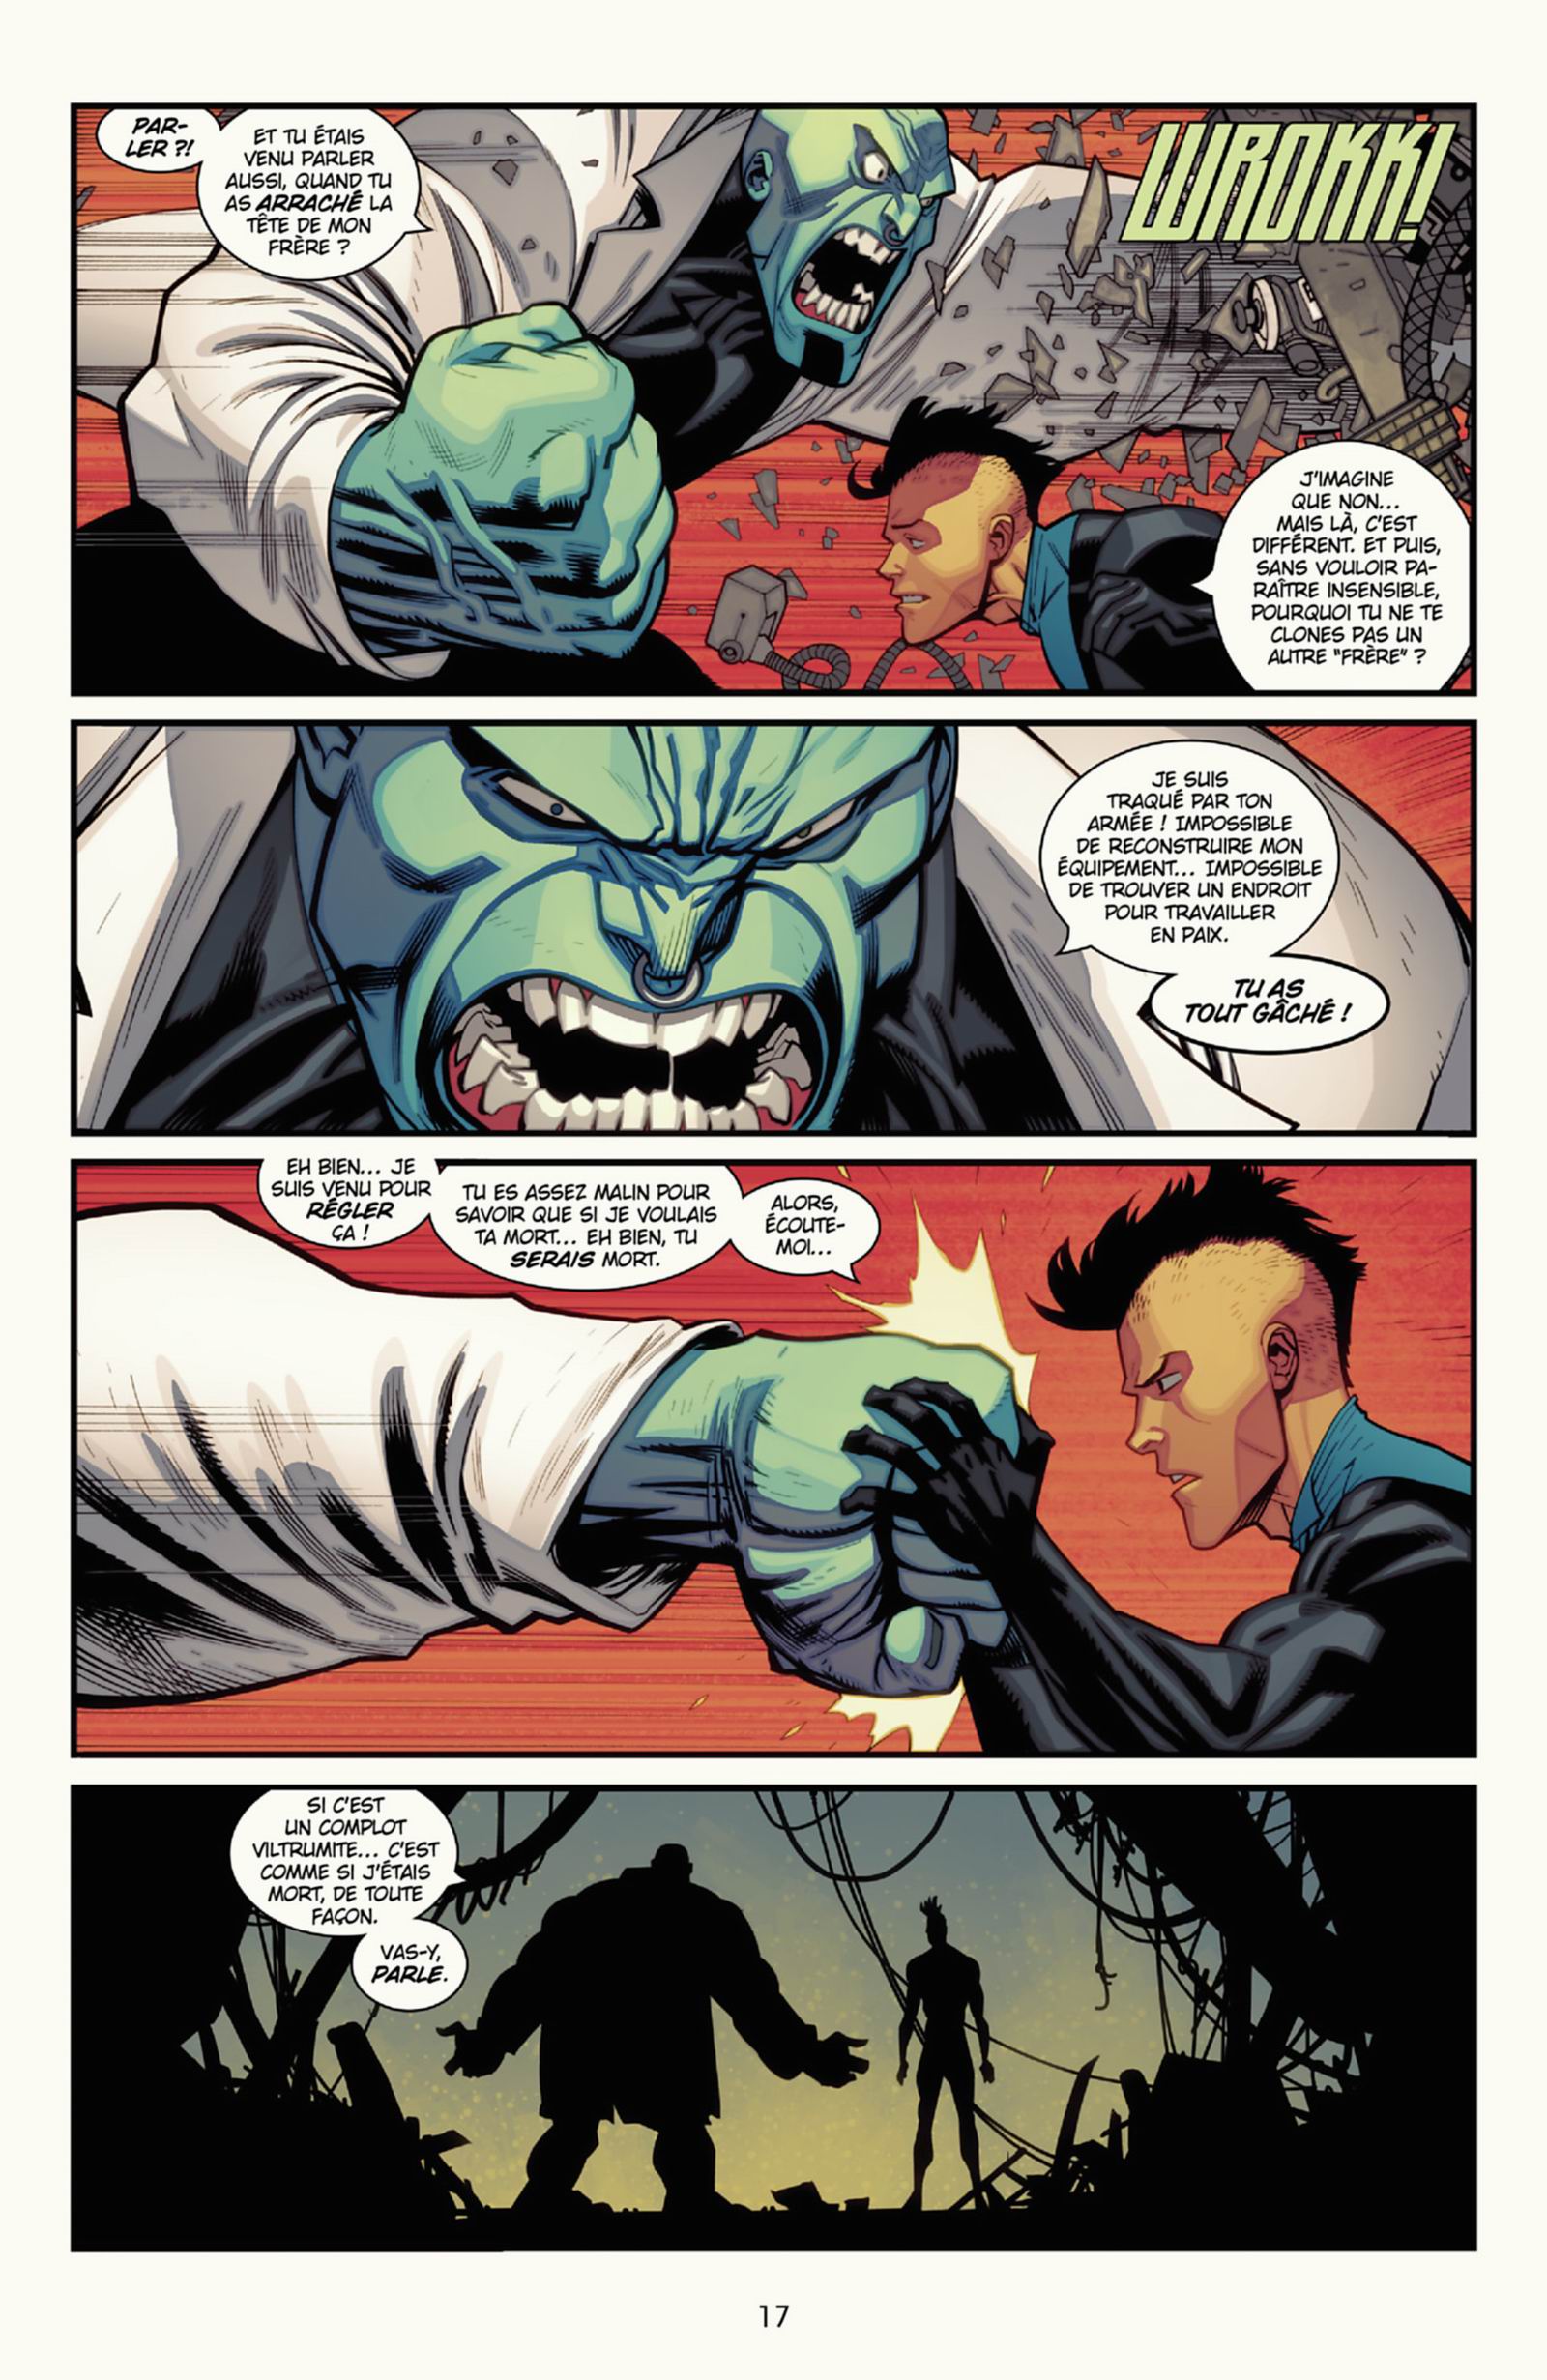 PAR-
LER ?!
ET TU ÉTAIS
VENU PARLER
AUSSI, QUAND TU
AS ARRACHÉ LA
TÊTE DE MON
FRÈRE ?
WROKK!
J'IMAGINE
QUE NON...
MAIS LÀ, C'EST
DIFFÉRENT. ET PUIS,
SANS VOULOIR PA-
RAÎTRE INSENSIBLE,
POURQUOI TU NE TE
CLONES PAS UN
AUTRE "FRÈRE" ?
JE SUIS
TRAQUÉ PAR TON
ARMÉE ! IMPOSSIBLE
DE RECONSTRUIRE MON
ÉQUIPEMENT... IMPOSSIBLE
DE TROUVER UN ENDROIT
POUR TRAVAILLER
EN PAIX.
TU AS
TOUT GÂCHÉ !
EH BIEN... JE
SUIS VENU POUR
RÉGLER
ÇA !
TU ES ASSEZ MALIN POUR
SAVOIR QUE SI JE VOULAIS
TA MORT... EH BIEN, TU
SERAIS MORT.
ALORS,
ÉCOUTE-
MOI...
SI C'EST
UN COMPLOT
VILTRUMITE... C'EST
COMME SI J'ÉTAIS
MORT, DE TOUTE
FAÇON.
VAS-Y,
PARLE.
17